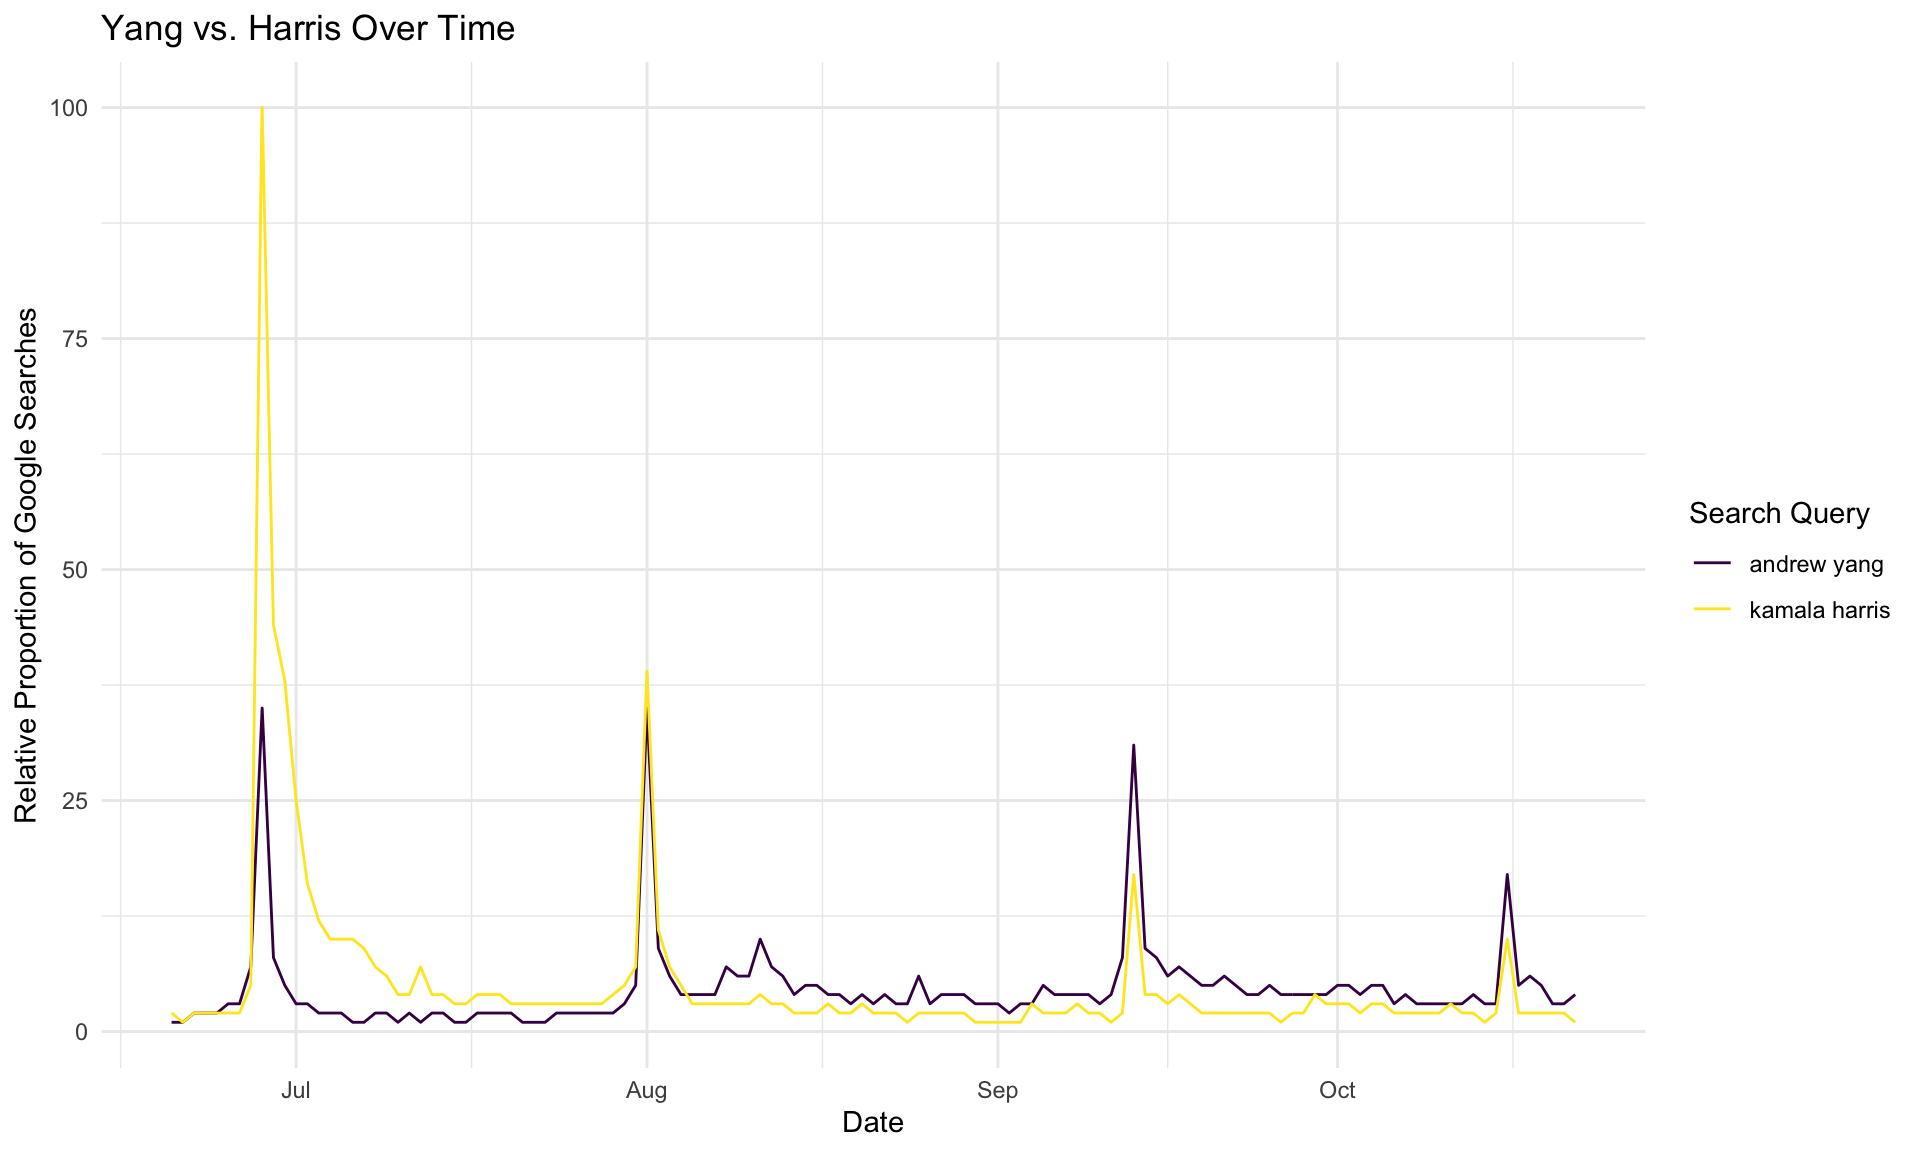 Yang vs. Harris Over Time
Relative Proportion of Google Searches
100
75
50
25
0
Jul
Aug
Sep
Oct
Date
Search Query
andrew yang
kamala harris